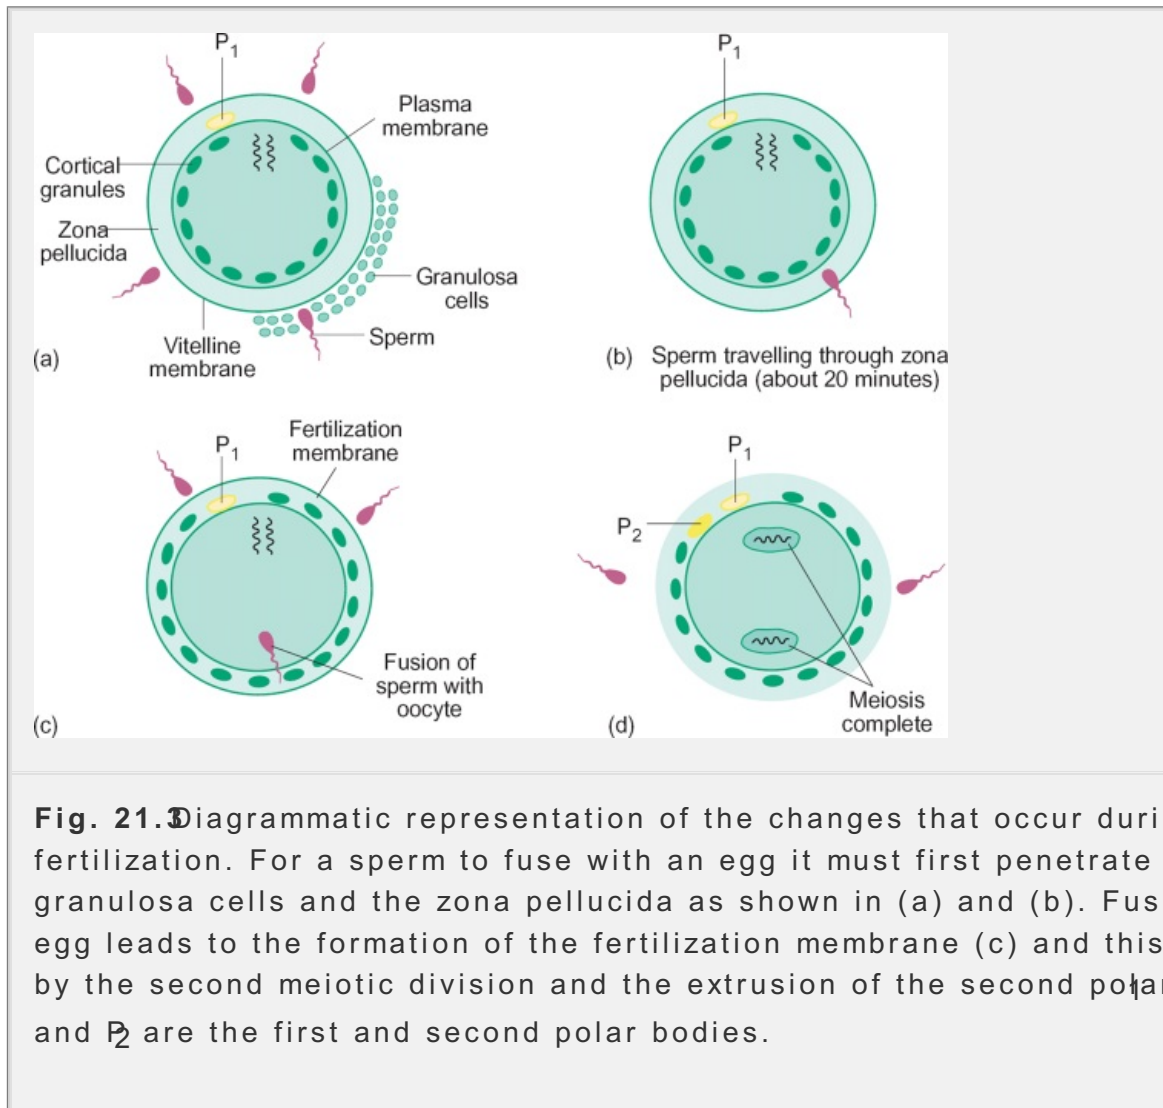 P1
Plasma
membrane
Cortical
granules
Zona
pellucida
Granulosa
cells
Sperm
Vitelline
membrane
(a)
P1
(b) Sperm travelling through zona
pellucida (about 20 minutes)
P1
Fertilization
membrane
Fusion of
sperm with
oocyte
(c)
P1
P2
Meiosis
complete
(d)
Fig. 21.3 Diagrammatic representation of the changes that occur duri
fertilization. For a sperm to fuse with an egg it must first penetrate
granulosa cells and the zona pellucida as shown in (a) and (b). Fus
egg leads to the formation of the fertilization membrane (c) and this
by the second meiotic division and the extrusion of the second polar
and P2 are the first and second polar bodies.